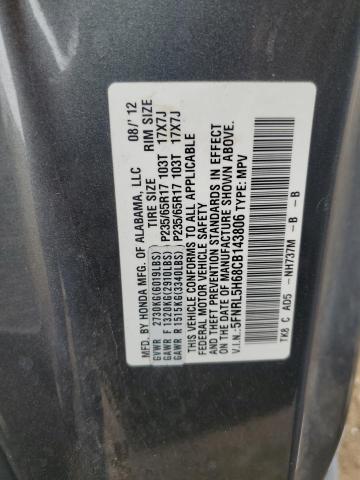 MFD. BY HONDA MFG. OF ALABAMA, LLC 08/'12
TIRE SIZE RIM SIZE
GVWR 2730KG(6019LBS)
GAWR F 1320KG(2910LBS) P235/65R17 103T 17X7J
GAWR R 1515KG(3340LBS) P235/65R17 103T 17X7J
THIS VEHICLE CONFORMS TO ALL APPLICABLE
FEDERAL MOTOR VEHICLE SAFETY
AND THEFT PREVENTION STANDARDS IN EFFECT
ON THE DATE OF MANUFACTURE SHOWN ABOVE.
V.I.N.:5FNRL5H68CB143806 TYPE: MPV
TK8 C AD5 -NH737M -B -B